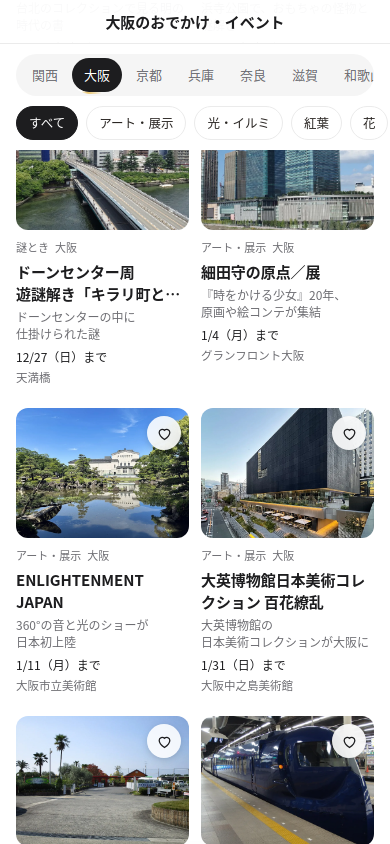 大阪のおでかけ・イベント
関西 大阪 京都 兵庫 奈良 滋賀 和歌
すべて アート・展示 光・イルミ 紅葉 花
謎とき 大阪
ドーンセンター周
遊謎解き「キラリ町と…
ドーンセンターの中に
仕掛けられた謎
12/27（日）まで
天満橋
アート・展示 大阪
細田守の原点／展
『時をかける少女』20年、
原画や絵コンテが集結
1/4（月）まで
グランフロント大阪
アート・展示 大阪
ENLIGHTENMENT
JAPAN
360°の音と光のショーが
日本初上陸
1/11（月）まで
大阪市立美術館
アート・展示 大阪
大英博物館日本美術コレ
クション 百花繚乱
大英博物館の
日本美術コレクションが大阪に
1/31（日）まで
大阪中之島美術館